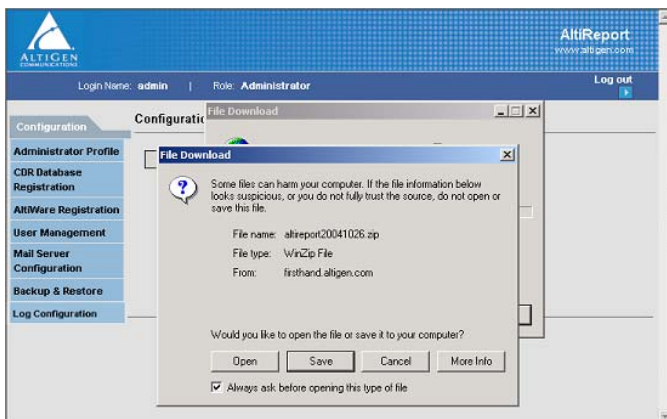 AltiReport
www.altigen.com
ALTIGEN
COMMUNICATIONS
Login Name: admin | Role: Administrator
Log out
Configuration
Administrator Profile
CDR Database
Registration
AltiWare Registration
User Management
Mail Server
Configuration
Backup & Restore
Log Configuration
Configuratio
File Download
File Download
Some files can harm your computer. If the file information below
looks suspicious, or you do not fully trust the source, do not open or
save this file.
File name: altireport20041026.zip
File type: WinZip File
From: firsthand.altigen.com
Would you like to open the file or save it to your computer?
Open
Save
Cancel
More Info
Always ask before opening this type of file